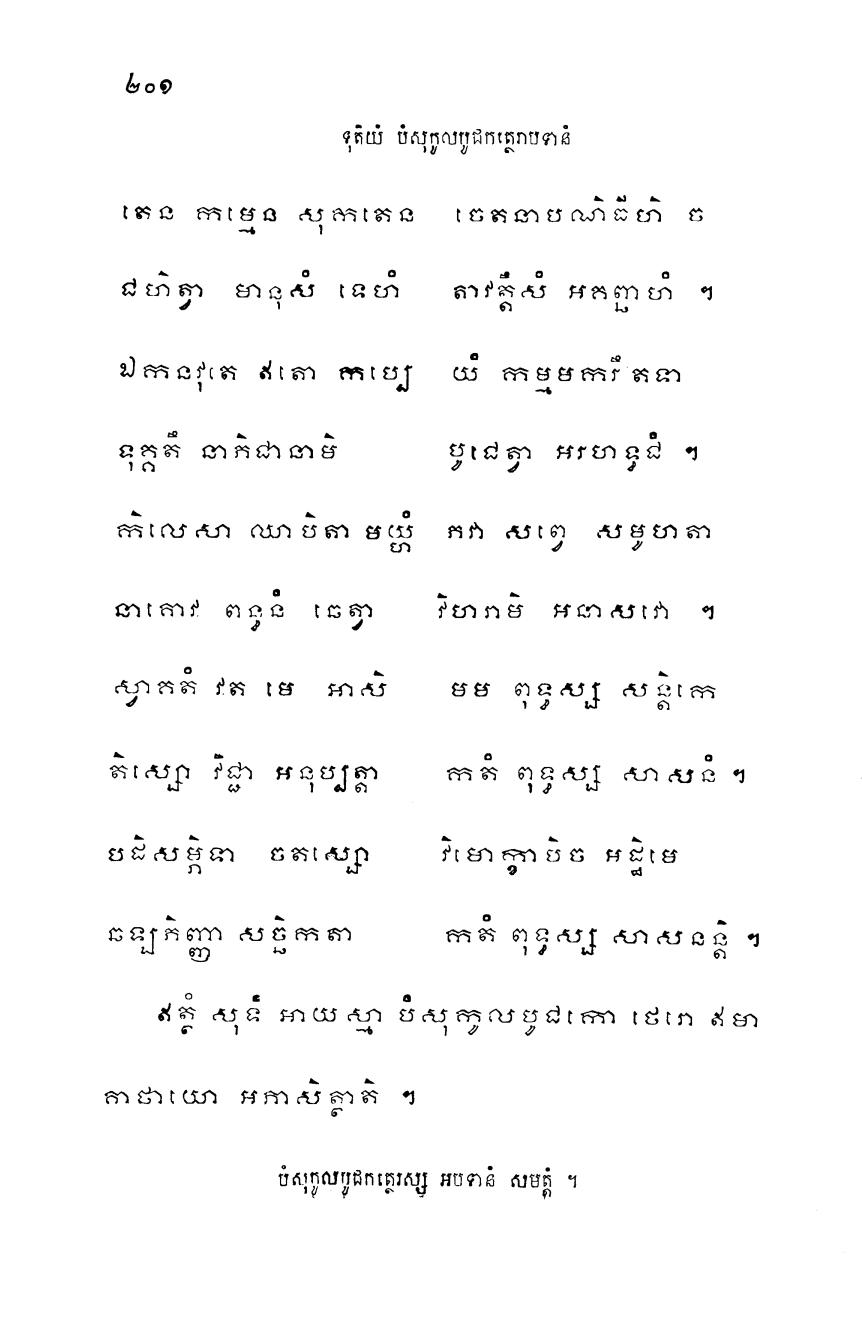 ២០១
ទុតិយំ បំសុកូលបូជកត្ថេរាបទានំ
តេន កម្មេន សុកតេន ចេតនាបណិធីហិ ច
ជហិត្វា មានុសំ ទេហំ តាវត្តឹសំ អគញ្ឆហំ ។
ឯកនវុតេ ឥតោ កប្បេ យំ កម្មមករឹ តទា
ទុគ្គតឹ នាភិជានាមិ បូជេត្វា អរហទ្ធជំ ។
កិលេសា ឈាបិតា មយ្ហំ ភវា សព្វេ សមូហតា
នាគោវ ពន្ធនំ ឆេត្វា វិហរាមិ អនាសវោ ។
ស្វាគតំ វត មេ អាសិ មម ពុទ្ធស្ស សន្តិកេ
តិស្សោ វិជ្ជា អនុប្បត្តា កតំ ពុទ្ធស្ស សាសនំ ។
បដិសម្ភិទា ចតស្សោ វិមោក្ខាបិច អដ្ឋិមេ
ឆឡភិញ្ញា សច្ឆិកតា កតំ ពុទ្ធស្ស សាសនន្តិ ។
ឥត្ថំ សុទំ អាយស្មា បំសុកូលបូជកោ ថេរោ ឥមា
គាថាយោ អភាសិត្ថាតិ ។
បំសុកូលបូជកត្ថេរស្ស អបទានំ សមត្តំ ។